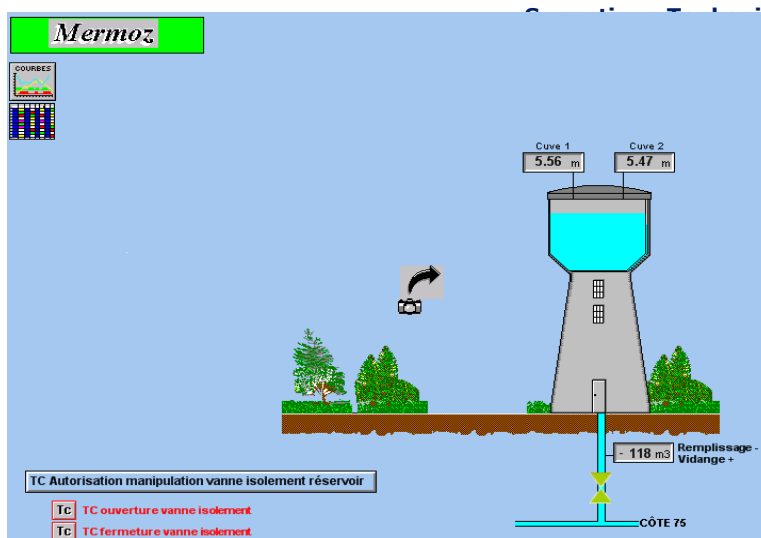 Mermoz
COURBES
Cuve 1
Cuve 2
5.56 m
5.47 m
- 118 m3
Remplissage -
Vidange +
TC Autorisation manipulation vanne isolement réservoir
Tc TC ouverture vanne isolement
Tc TC fermeture vanne isolement
CÔTE 75